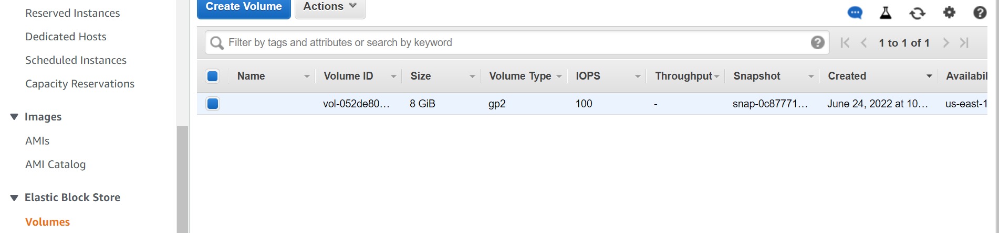 Reserved Instances
Dedicated Hosts
Scheduled Instances
Capacity Reservations
Images
AMIs
AMI Catalog
Elastic Block Store
Volumes
Create Volume Actions
Filter by tags and attributes or search by keyword 1 to 1 of 1
Name Volume ID Size Volume Type IOPS Throughput Snapshot Created Availabil
vol-052de80... 8 GiB gp2 100 - snap-0c87771... June 24, 2022 at 10... us-east-1